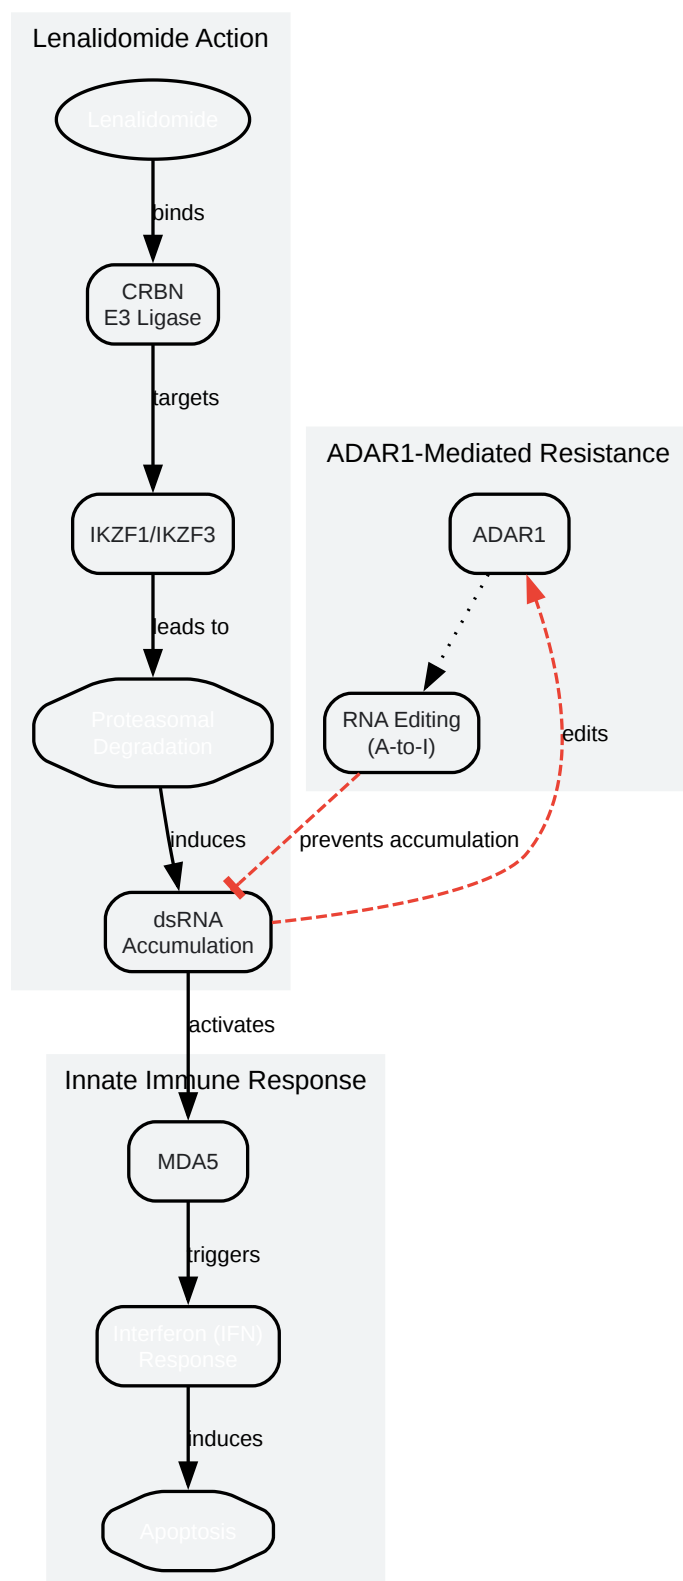 Lenalidomide Action
Lenalidomide
binds
CRBN
E3 Ligase
targets
ADAR1-Mediated Resistance
IKZF1/IKZF3
ADAR1
leads to
Proteasomal
Degradation
RNA Editing
(A-to-I)
edits
induces
prevents accumulation
dsRNA
Accumulation
activates
Innate Immune Response
MDA5
triggers
Interferon (IFN)
Response
induces
Apoptosis